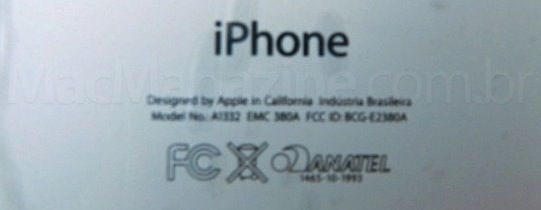 iPhone
MacMagazine.com.br
Designed by Apple in California Indústria Brasileira
Model No.: A1332 EMC 380A FCC ID: BCG-E2380A
FC ANATEL
1465-10-1993